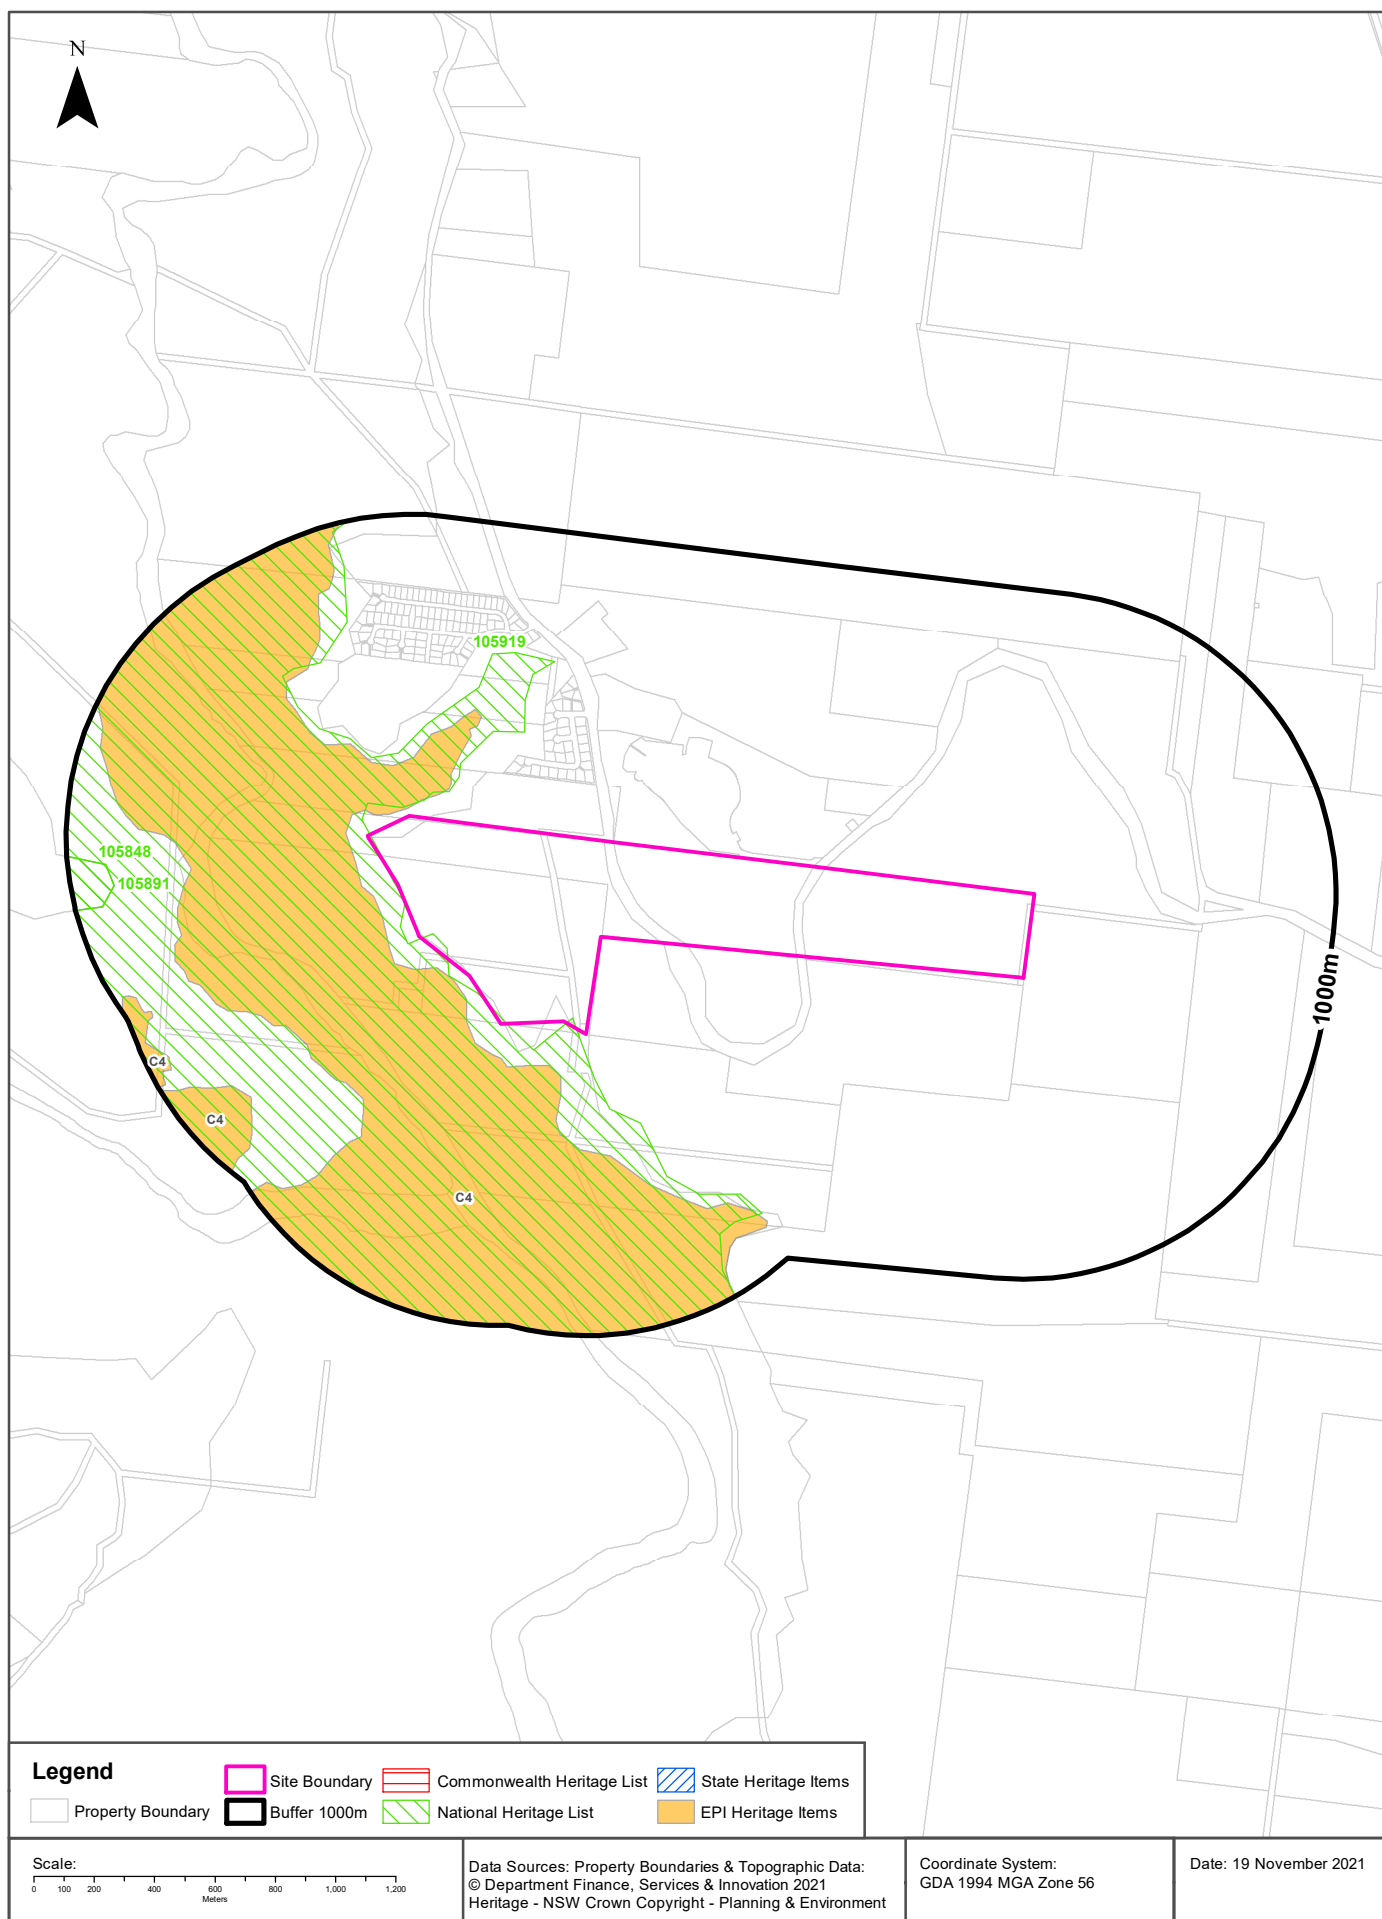 N
105919
105848
105891
C4
C4
C4
1000m
Legend
Property Boundary
Site Boundary
Buffer 1000m
Commonwealth Heritage List
National Heritage List
State Heritage Items
EPI Heritage Items
Scale:
0 100 200 400 600 800 1,000 1,200
Meters
Data Sources: Property Boundaries & Topographic Data:
© Department Finance, Services & Innovation 2021
Heritage - NSW Crown Copyright - Planning & Environment
Coordinate System:
GDA 1994 MGA Zone 56
Date: 19 November 2021